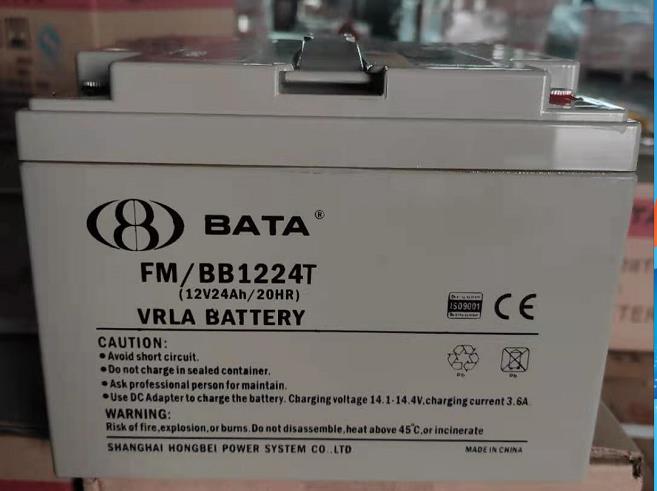 BATA®
FM/BB1224T
(12V24Ah/20HR)
VRLA BATTERY
ISO9001
CE
CAUTION:
●Avoid short circuit.
●Do not charge in sealed container.
●Ask professional person for maintain.
●Use DC Adapter to charge the battery. Charging voltage 14.1-14.4V,charging current 3.6A
Pb
Pb
WARNING:
Risk of fire,explosion,or burns.Do not disassemble,heat above 45℃,or incinerate
SHANGHAI HONGBEI POWER SYSTEM CO.,LTD
MADE IN CHINA